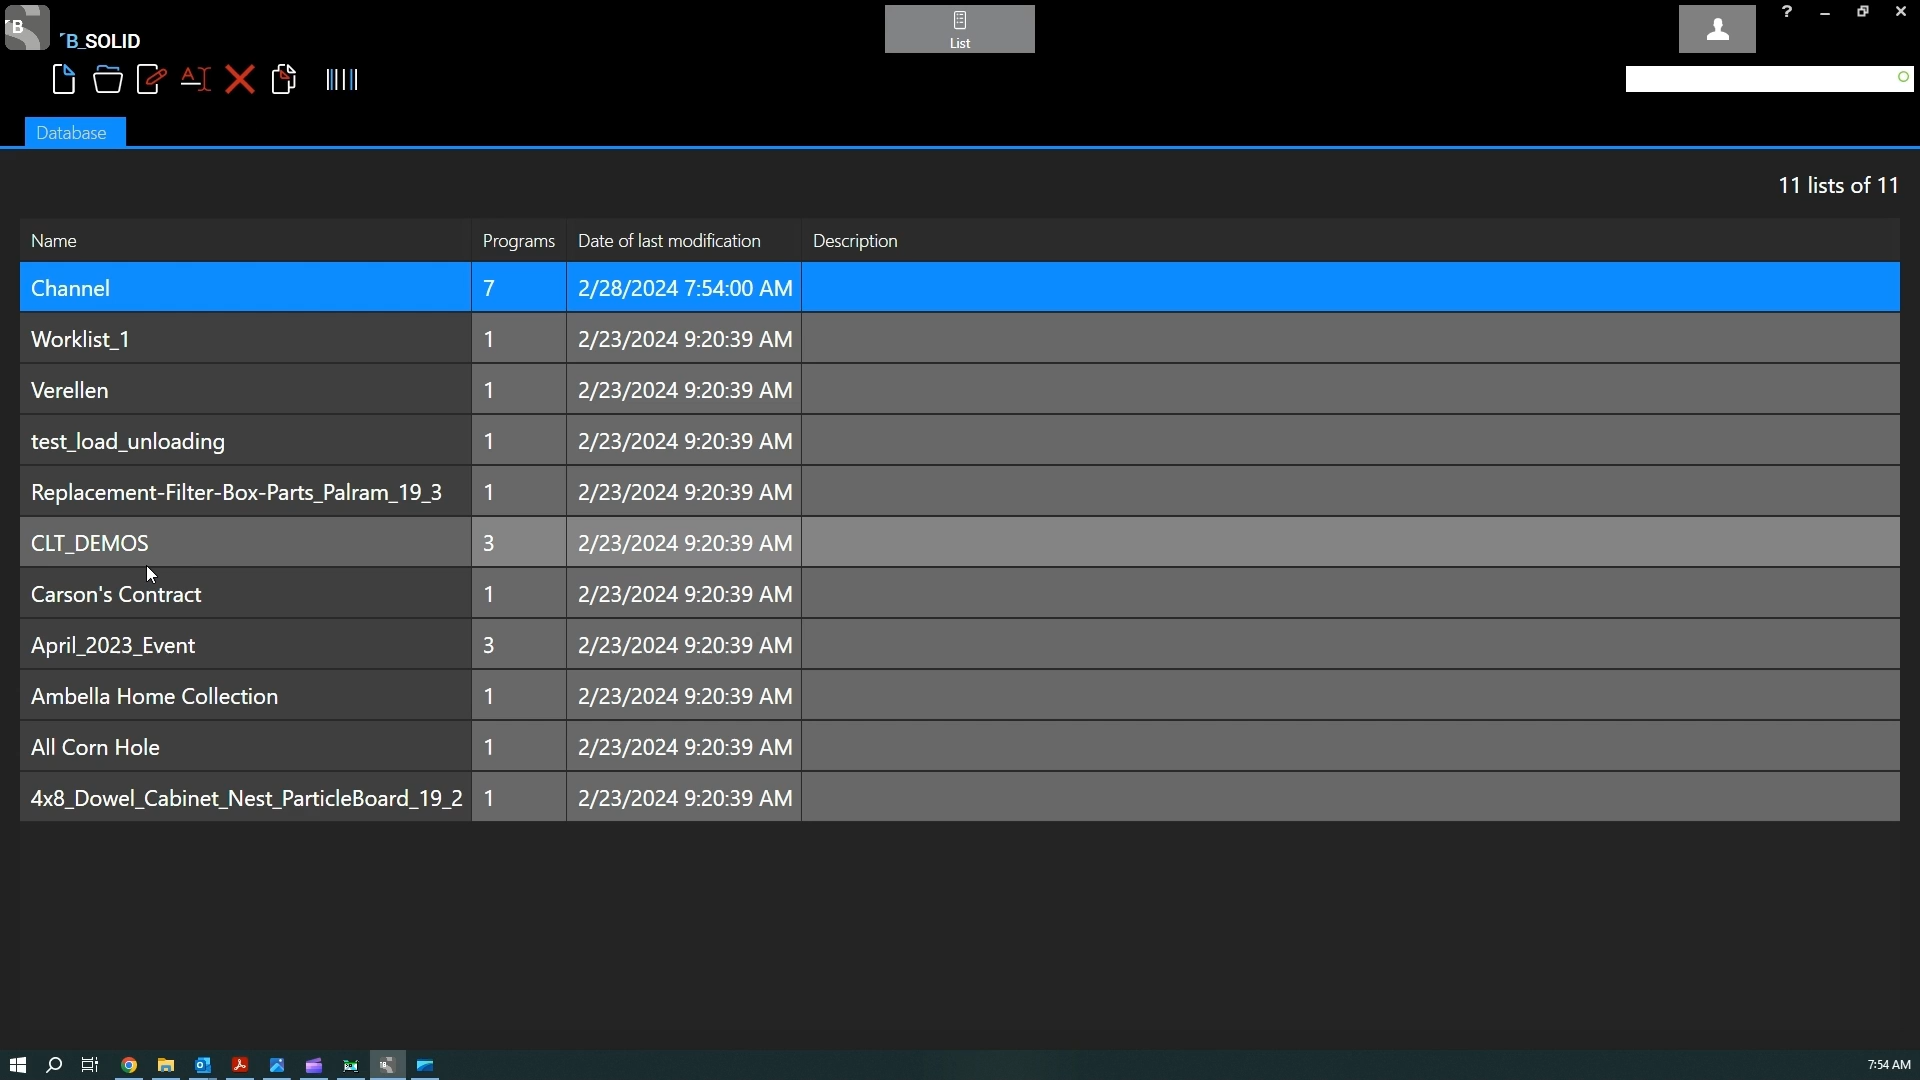 B_SOLID
List
?
Database
11 lists of 11
Name Programs Date of last modification Description
Channel 7 2/28/2024 7:54:00 AM
Worklist_1 1 2/23/2024 9:20:39 AM
Verellen 1 2/23/2024 9:20:39 AM
test_load_unloading 1 2/23/2024 9:20:39 AM
Replacement-Filter-Box-Parts_Palram_19_3 1 2/23/2024 9:20:39 AM
CLT_DEMOS 3 2/23/2024 9:20:39 AM
Carson's Contract 1 2/23/2024 9:20:39 AM
April_2023_Event 3 2/23/2024 9:20:39 AM
Ambella Home Collection 1 2/23/2024 9:20:39 AM
All Corn Hole 1 2/23/2024 9:20:39 AM
4x8_Dowel_Cabinet_Nest_ParticleBoard_19_2 1 2/23/2024 9:20:39 AM
7:54 AM